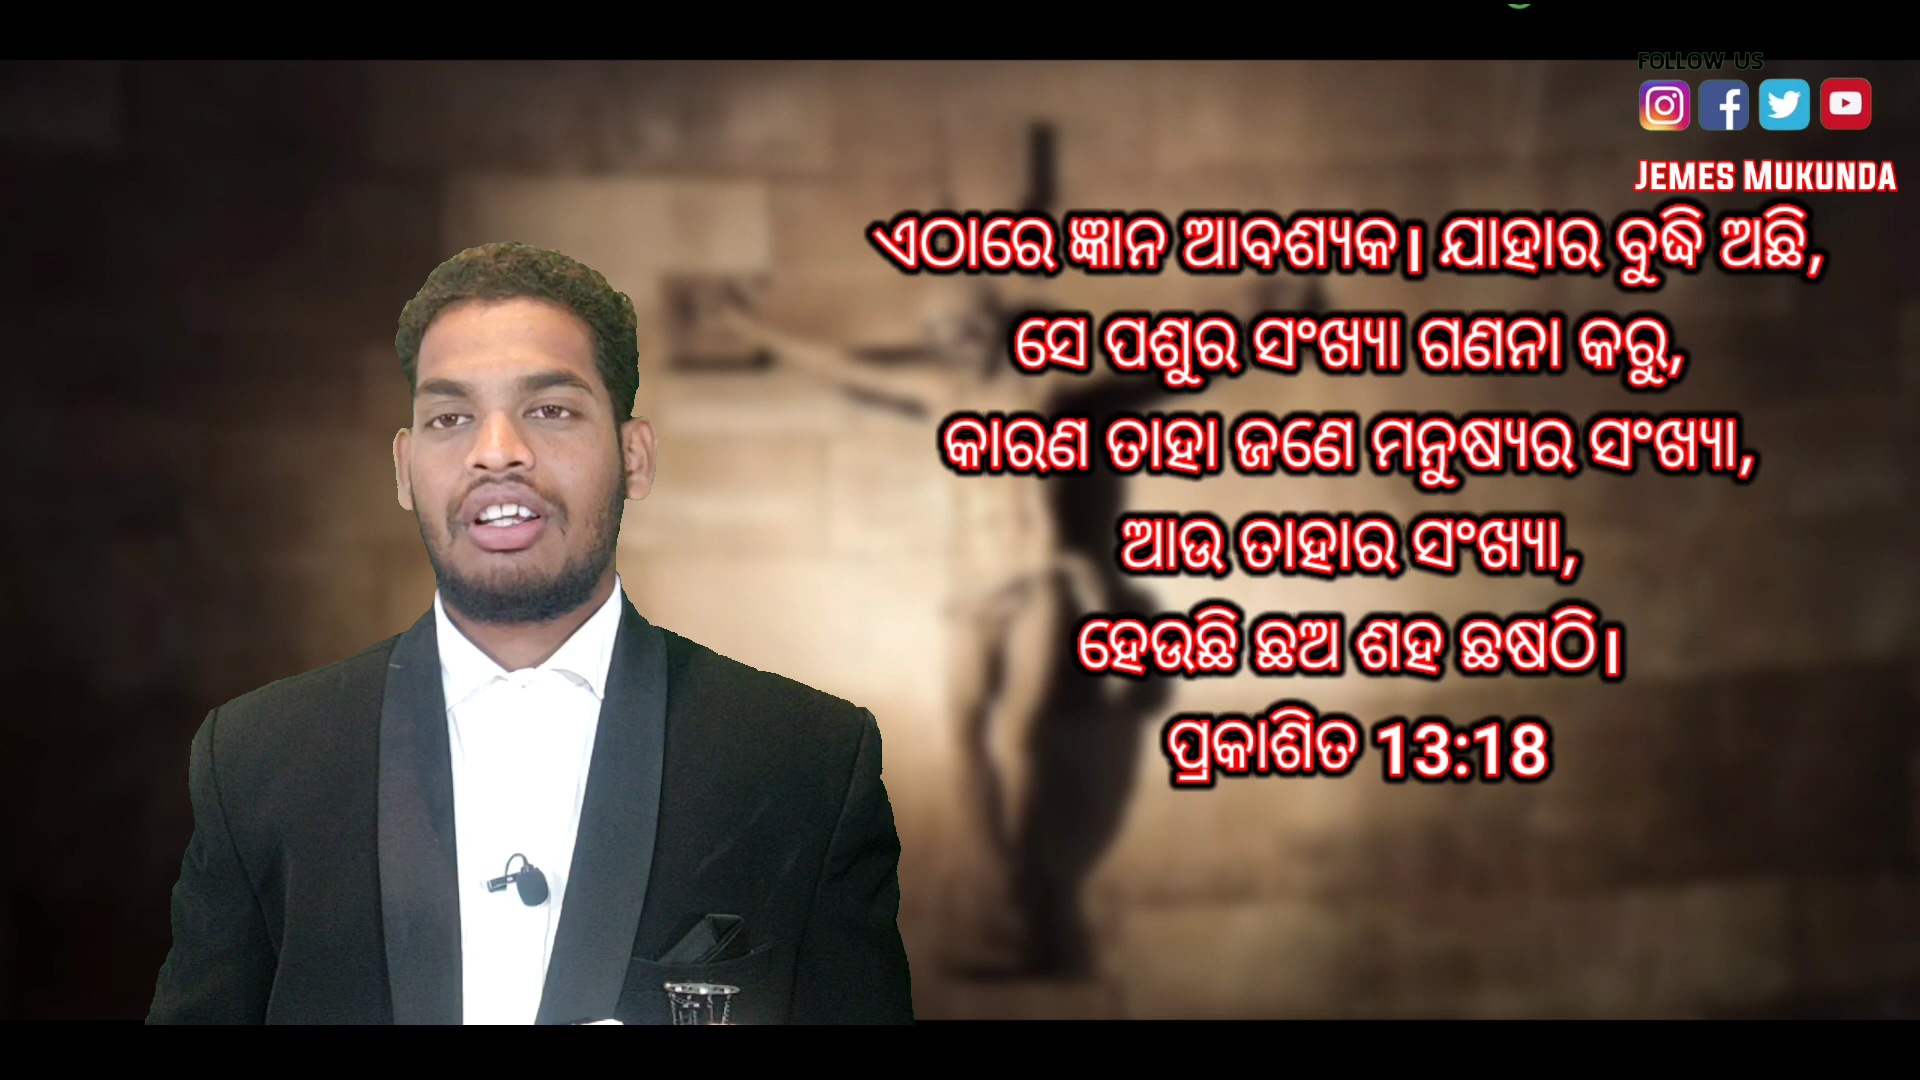 FOLLOW US
JEMES MUKUNDA
ଏଠାରେ ଜ୍ଞାନ ଆବଶ୍ୟକ। ଯାହାର ବୁଦ୍ଧି ଅଛି,
ସେ ପଶୁର ସଂଖ୍ୟା ଗଣନା କରୁ,
କାରଣ ତାହା ଜଣେ ମନୁଷ୍ୟର ସଂଖ୍ୟା,
ଆଉ ତାହାର ସଂଖ୍ୟା,
ହେଉଛି ଛଅ ଶହ ଛଷଠି।
ପ୍ରକାଶିତ 13:18